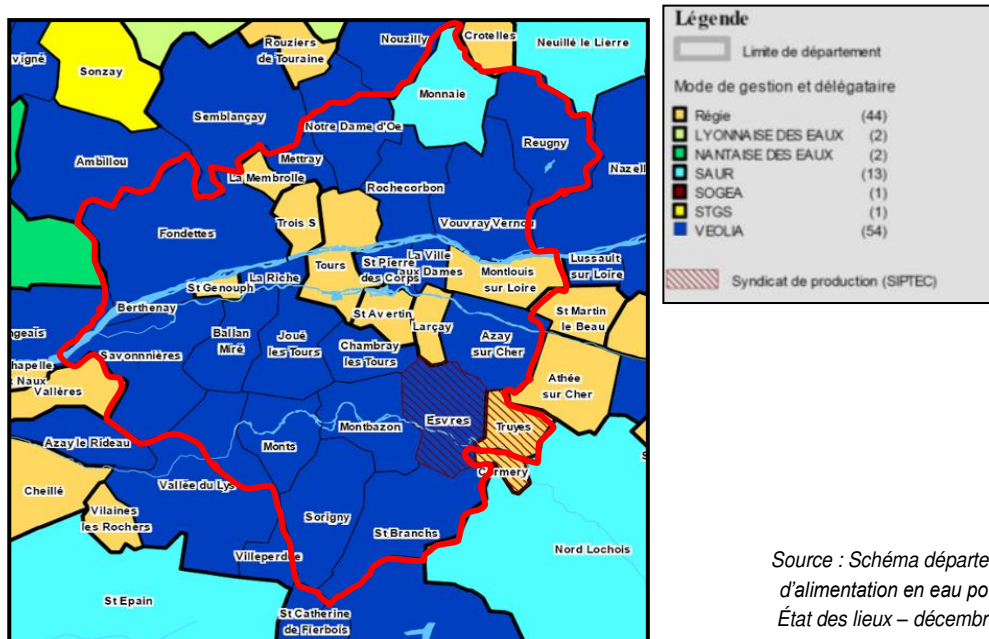 Nouzilly
Crotelles
Rouziers
de Touraine
Neuillé le Lierre
vigné
Sonzay
Monnaie
Semblançay
Notre Dame d'Oe
Reugny
Ambillou
Mettray
Nazell
La Membrolle
Rochecorbon
Trois S
Vouvray Vernou
Fondettes
La Ville
aux Dames
St Pierre
des Corps
Tours
Lussault
sur Loire
La Riche
Montlouis
sur Loire
St Genouph
Berthenay
St Avertin
Larçay
St Martin
le Beau
Ballan
Miré
Joué
les Tours
Chambray
les Tours
Azay
sur Cher
ngeais
Savonnnières
hapelle
x Naux
Vallères
Athée
sur Cher
Esvres
Truyes
Montbazon
Azay le Rideau
Monts
Cormery
Cheillé
Vallée du Lys
Vilaines
les Rochers
Sorigny
St Branchs
Nord Lochois
Villeperdue
St Epain
St Catherine
de Fierbois
Légende
Limite de département
Mode de gestion et délégataire
Régie (44)
LYONNAISE DES EAUX (2)
NANTAISE DES EAUX (2)
SAUR (13)
SOGEA (1)
STGS (1)
VEOLIA (54)
Syndicat de production (SIPTEC)
Source : Schéma départe
d'alimentation en eau po
État des lieux – décembr